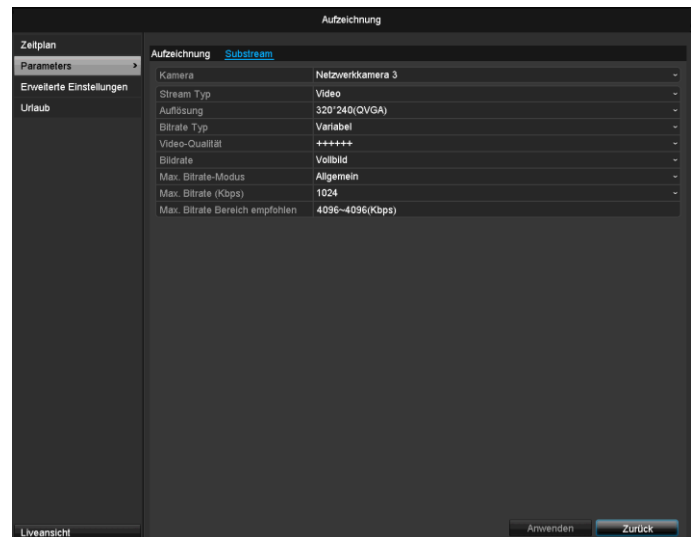 Aufzeichnung
Zeitplan
Parameters >
Erweiterte Einstellungen
Urlaub
Aufzeichnung Substream
Kamera Netzwerkkamera 3
Stream Typ Video
Auflösung 320*240(QVGA)
Bitrate Typ Variabel
Video-Qualität ++++++
Bildrate Vollbild
Max. Bitrate-Modus Allgemein
Max. Bitrate (Kbps) 1024
Max. Bitrate Bereich empfohlen 4096~4096(Kbps)
Liveansicht
Anwenden Zurück